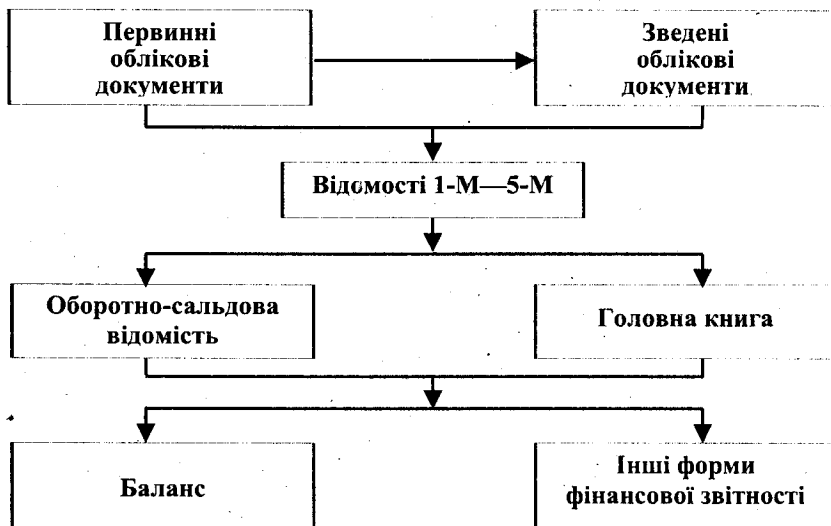 Первинні
облікові
документи
Зведені
облікові
документи
Відомості 1-М—5-М
Оборотно-сальдова
відомість
Головна книга
Баланс
Інші форми
фінансової звітності